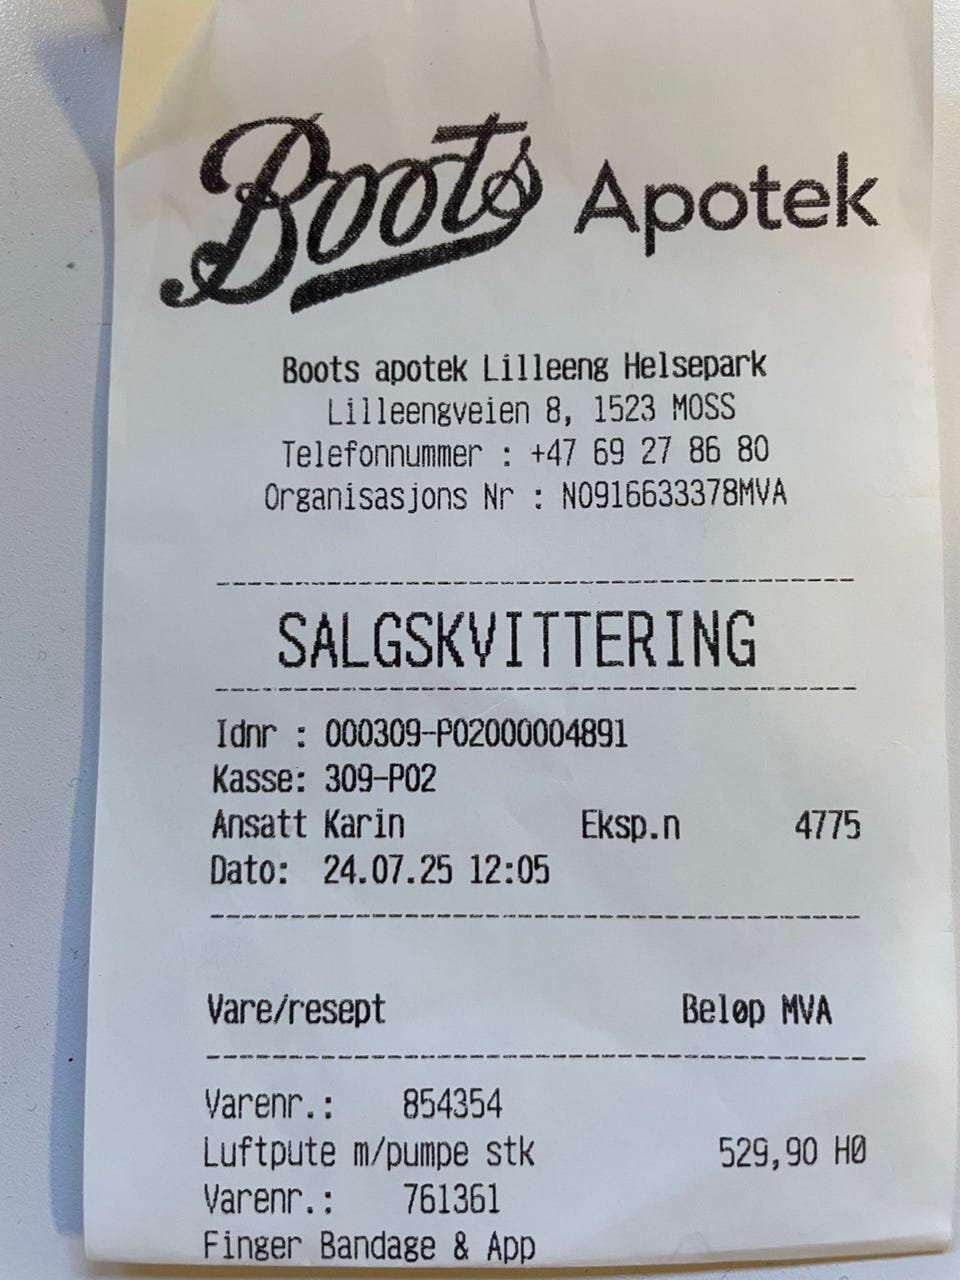 Boots Apotek
Boots apotek Lilleeng Helsepark
Lilleengveien 8, 1523 MOSS
Telefonnummer : +47 69 27 86 80
Organisasjons Nr : NO916633378MVA
SALGSKVITTERING
Idnr : 000309-P02000004891
Kasse: 309-P02
Ansatt Karin Eksp.n 4775
Dato: 24.07.25 12:05
Vare/resept Beløp MVA
Varenr.: 854354
Luftpute m/pumpe stk 529,90 HØ
Varenr.: 761361
Finger Bandage & App